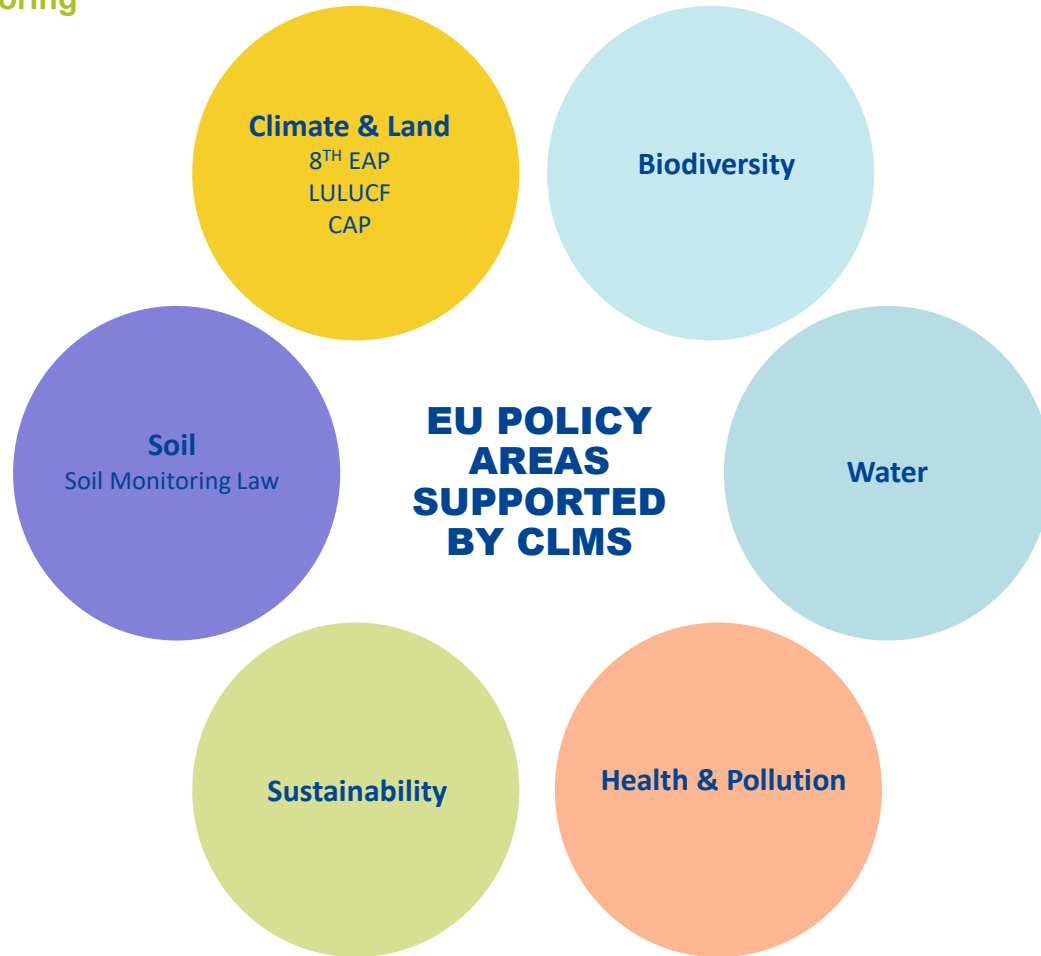 oring
Climate & Land
8TH EAP
LULUCF
CAP
Biodiversity
Soil
Soil Monitoring Law
EU POLICY
AREAS
SUPPORTED
BY CLMS
Water
Sustainability
Health & Pollution